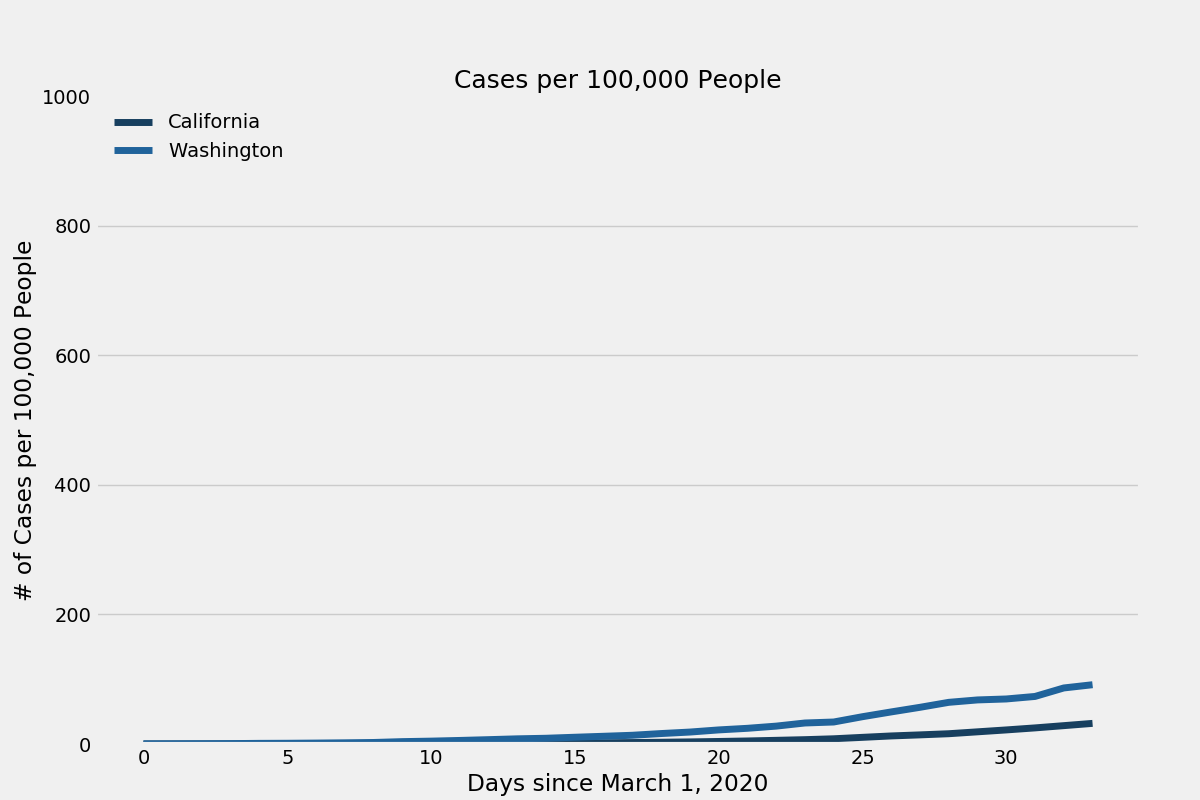 Cases per 100,000 People
1000
California
Washington
800
600
400
200
0
# of Cases per 100,000 People
0 5 10 15 20 25 30
Days since March 1, 2020